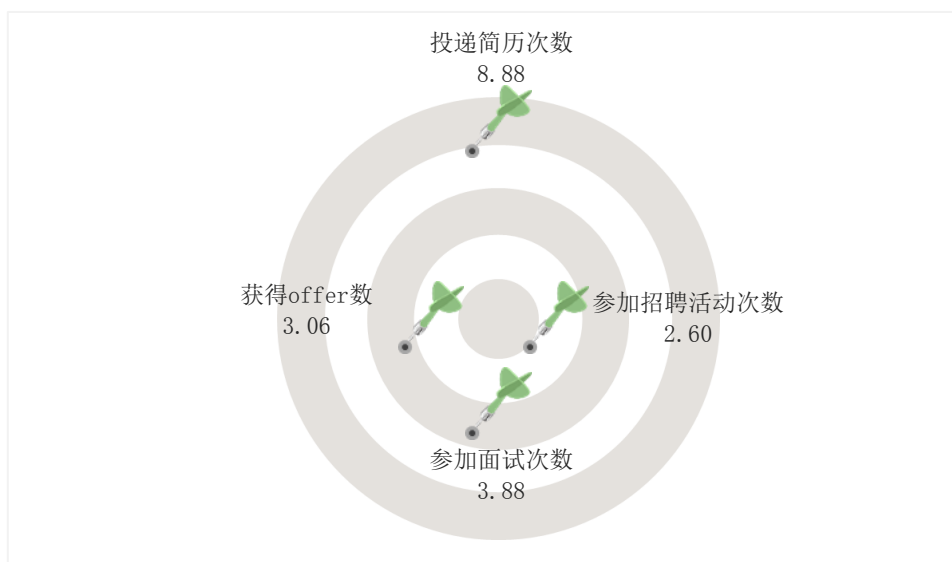 投递简历次数
8.88
获得offer数
3.06
参加招聘活动次数
2.60
参加面试次数
3.88